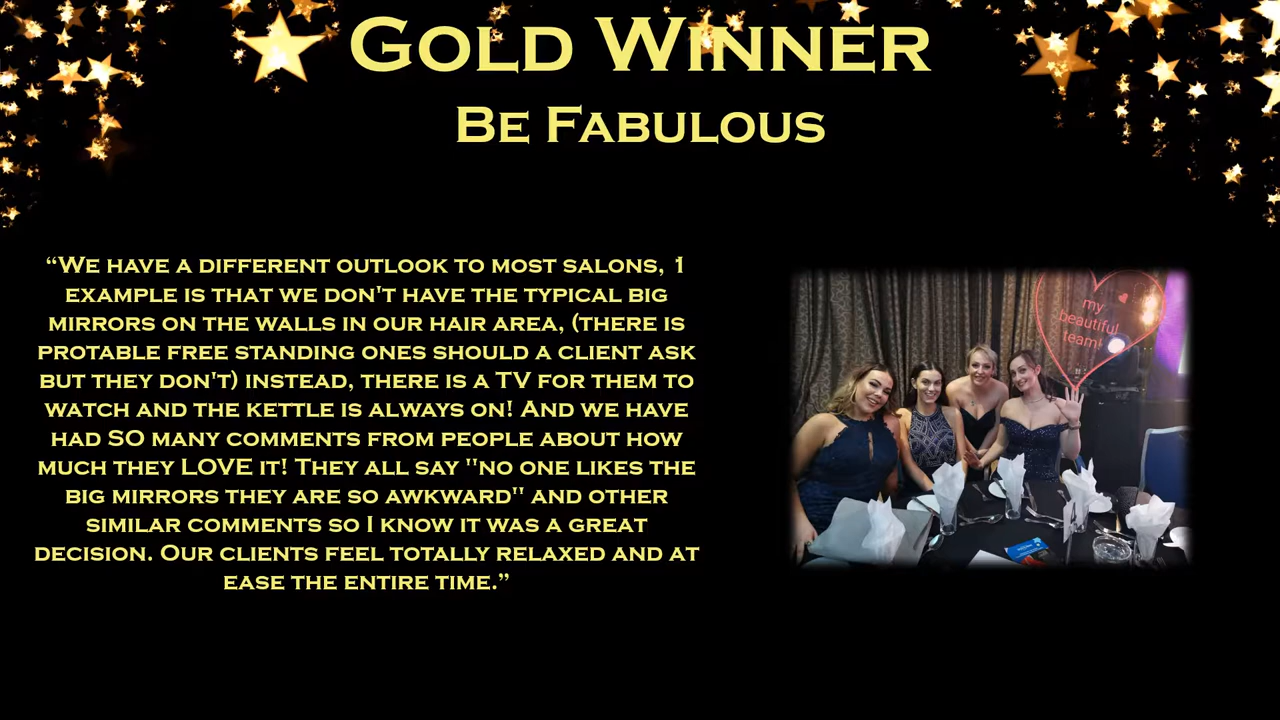 GOLD WINNER
BE FABULOUS
“WE HAVE A DIFFERENT OUTLOOK TO MOST SALONS, 1
EXAMPLE IS THAT WE DON'T HAVE THE TYPICAL BIG
MIRRORS ON THE WALLS IN OUR HAIR AREA, (THERE IS
PROTABLE FREE STANDING ONES SHOULD A CLIENT ASK
BUT THEY DON'T) INSTEAD, THERE IS A TV FOR THEM TO
WATCH AND THE KETTLE IS ALWAYS ON! AND WE HAVE
HAD SO MANY COMMENTS FROM PEOPLE ABOUT HOW
MUCH THEY LOVE IT! THEY ALL SAY "NO ONE LIKES THE
BIG MIRRORS THEY ARE SO AWKWARD" AND OTHER
SIMILAR COMMENTS SO I KNOW IT WAS A GREAT
DECISION. OUR CLIENTS FEEL TOTALLY RELAXED AND AT
EASE THE ENTIRE TIME.”
my
beautiful
team!